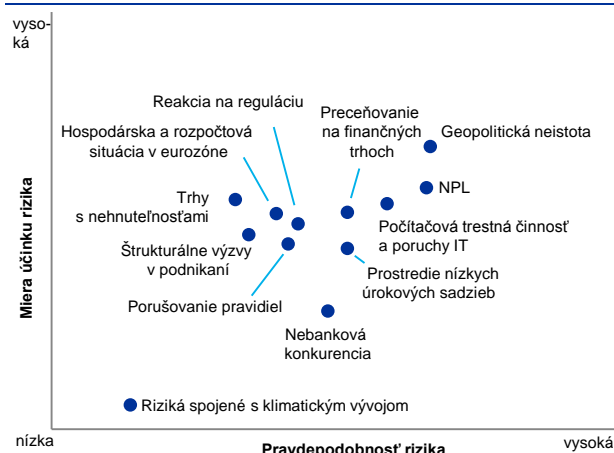 vyso-
ká
Reakcia na reguláciu
Preceňovanie
na finančných
trhoch
Geopolitická neistota
Hospodárska a rozpočtová
situácia v eurozóne
NPL
Trhy
s nehnuteľnosťami
Počítačová trestná činnosť
a poruchy IT
Štrukturálne výzvy
v podnikaní
Prostredie nízkych
úrokových sadzieb
Porušovanie pravidiel
Nebanková
konkurencia
Riziká spojené s klimatickým vývojom
Miera účinku rizika
nízka
vysoká
Pravdepodobnosť rizika